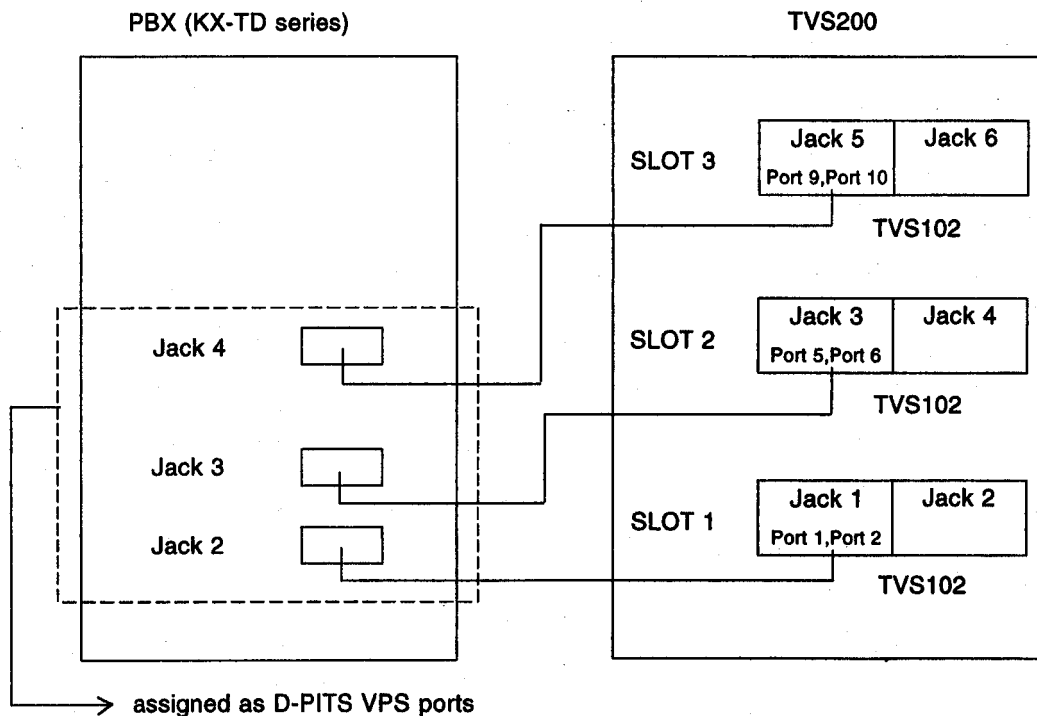 PBX (KX-TD series)
TVS200
SLOT 3
Jack 5
Jack 6
Port 9,Port 10
TVS102
Jack 4
SLOT 2
Jack 3
Jack 4
Port 5,Port 6
TVS102
Jack 3
Jack 2
SLOT 1
Jack 1
Jack 2
Port 1,Port 2
TVS102
assigned as D-PITS VPS ports